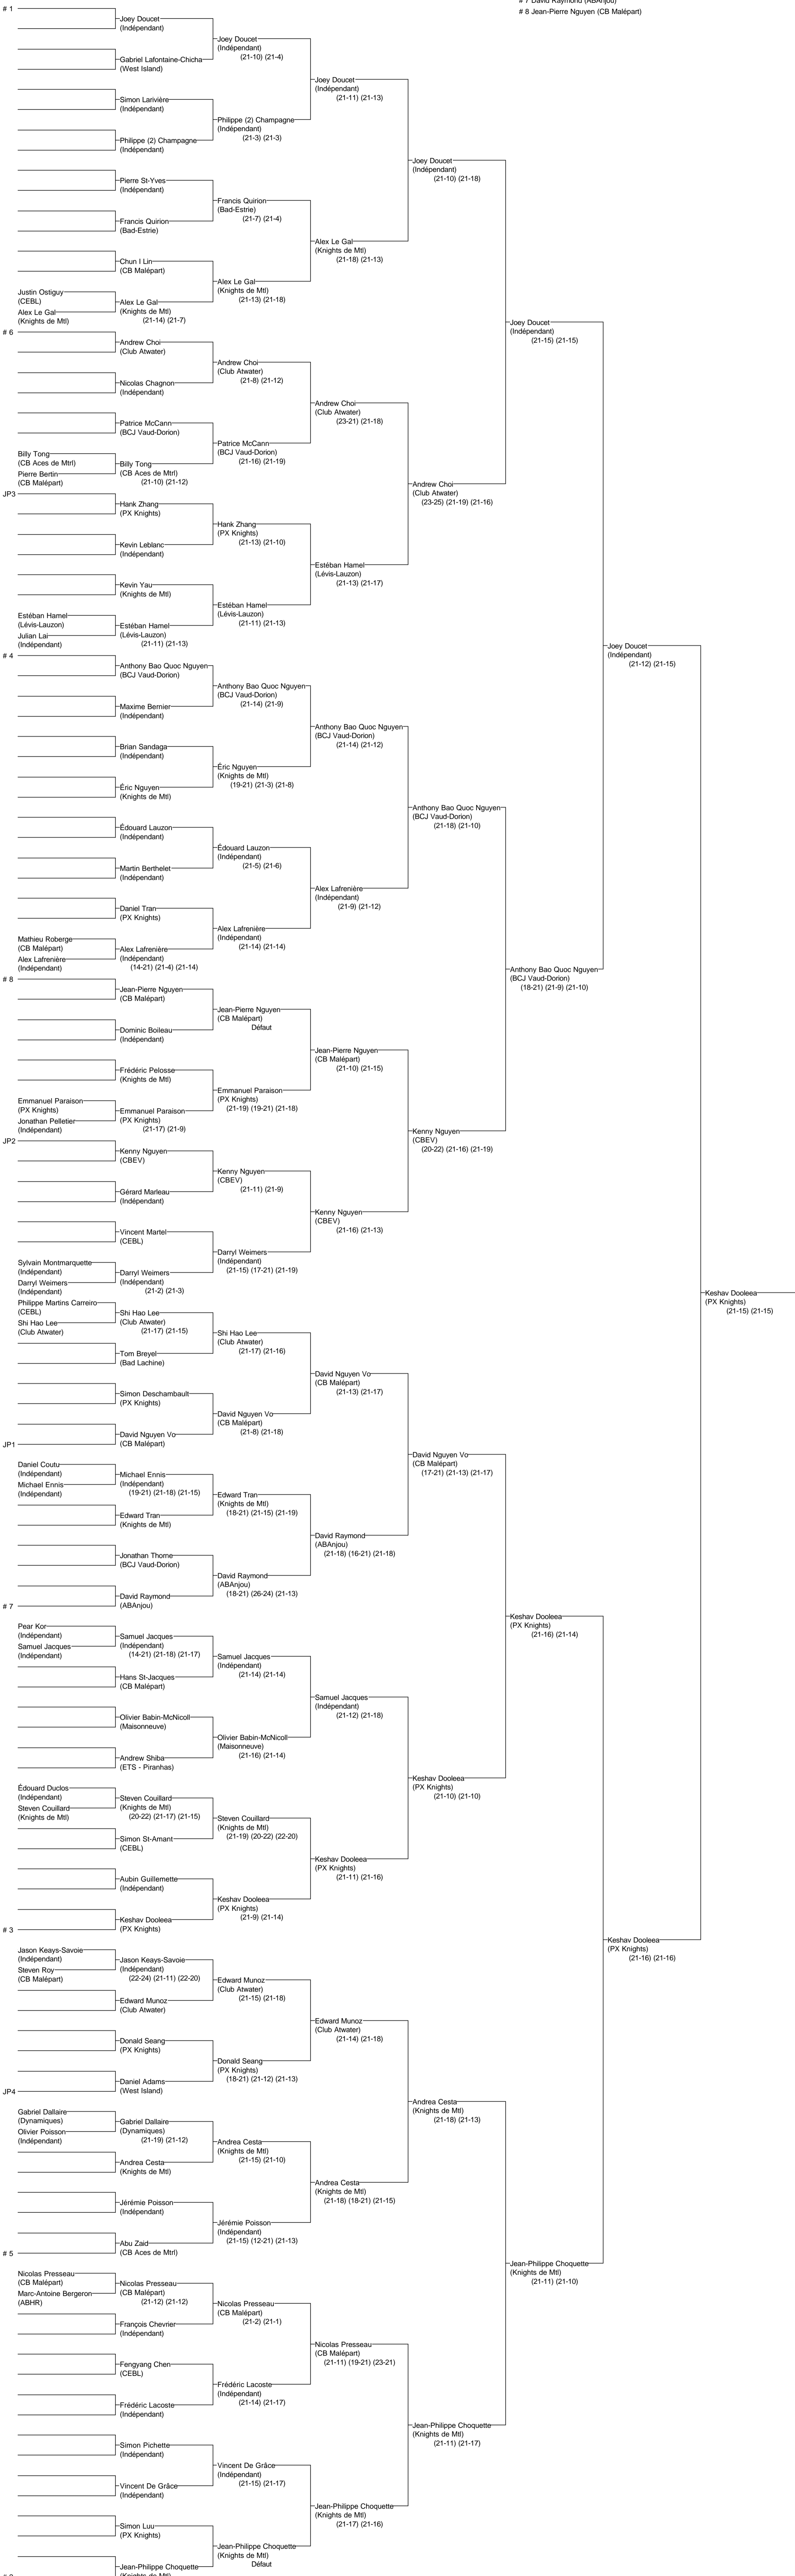 # 7 David Raymond (ABAnjou)
# 8 Jean-Pierre Nguyen (CB Malépart)
# 1
Justin Ostiguy
(CEBL)
Alex Le Gal
(Knights de Mtl)
# 6
Billy Tong
(CB Aces de Mtrl)
Pierre Bertin
(CB Malépart)
JP3
Estéban Hamel
(Lévis-Lauzon)
Julian Lai
(Indépendant)
# 4
Mathieu Roberge
(CB Malépart)
Alex Lafrenière
(Indépendant)
# 8
Emmanuel Paraison
(PX Knights)
Jonathan Pelletier
(Indépendant)
JP2
Sylvain Montmarquette
(Indépendant)
Darryl Weimers
(Indépendant)
Philippe Martins Carreiro
(CEBL)
Shi Hao Lee
(Club Atwater)
JP1
Daniel Coutu
(Indépendant)
Michael Ennis
(Indépendant)
# 7
Pear Kor
(Indépendant)
Samuel Jacques
(Indépendant)
Édouard Duclos
(Indépendant)
Steven Couillard
(Knights de Mtl)
# 3
Jason Keays-Savoie
(Indépendant)
Steven Roy
(CB Malépart)
JP4
Gabriel Dallaire
(Dynamiques)
Olivier Poisson
(Indépendant)
# 5
Nicolas Presseau
(CB Malépart)
Marc-Antoine Bergeron
(ABHR)
Joey Doucet
(Indépendant)
Gabriel Lafontaine-Chicha
(West Island)
Simon Larivière
(Indépendant)
Philippe (2) Champagne
(Indépendant)
Pierre St-Yves
(Indépendant)
Francis Quirion
(Bad-Estrie)
Chun I Lin
(CB Malépart)
Alex Le Gal
(Knights de Mtl)
(21-14) (21-7)
Andrew Choi
(Club Atwater)
Nicolas Chagnon
(Indépendant)
Patrice McCann
(BCJ Vaud-Dorion)
Billy Tong
(CB Aces de Mtrl)
(21-10) (21-12)
Hank Zhang
(PX Knights)
Kevin Leblanc
(Indépendant)
Kevin Yau
(Knights de Mtl)
Estéban Hamel
(Lévis-Lauzon)
(21-11) (21-13)
Anthony Bao Quoc Nguyen
(BCJ Vaud-Dorion)
Maxime Bernier
(Indépendant)
Brian Sandaga
(Indépendant)
Éric Nguyen
(Knights de Mtl)
Édouard Lauzon
(Indépendant)
Martin Berthelet
(Indépendant)
Daniel Tran
(PX Knights)
Alex Lafrenière
(Indépendant)
(14-21) (21-4) (21-14)
Jean-Pierre Nguyen
(CB Malépart)
Dominic Boileau
(Indépendant)
Frédéric Pelosse
(Knights de Mtl)
Emmanuel Paraison
(PX Knights)
(21-17) (21-9)
Kenny Nguyen
(CBEV)
Gérard Marleau
(Indépendant)
Vincent Martel
(CEBL)
Darryl Weimers
(Indépendant)
(21-2) (21-3)
Shi Hao Lee
(Club Atwater)
(21-17) (21-15)
Tom Breyel
(Bad Lachine)
Simon Deschambault
(PX Knights)
David Nguyen Vo
(CB Malépart)
Michael Ennis
(Indépendant)
(19-21) (21-18) (21-15)
Edward Tran
(Knights de Mtl)
Jonathan Thorne
(BCJ Vaud-Dorion)
David Raymond
(ABAnjou)
Samuel Jacques
(Indépendant)
(14-21) (21-18) (21-17)
Hans St-Jacques
(CB Malépart)
Olivier Babin-McNicoll
(Maisonneuve)
Andrew Shiba
(ETS - Piranhas)
Steven Couillard
(Knights de Mtl)
(20-22) (21-17) (21-15)
Simon St-Amant
(CEBL)
Aubin Guillemette
(Indépendant)
Keshav Dooleea
(PX Knights)
Jason Keays-Savoie
(Indépendant)
(22-24) (21-11) (22-20)
Edward Munoz
(Club Atwater)
Donald Seang
(PX Knights)
Daniel Adams
(West Island)
Gabriel Dallaire
(Dynamiques)
(21-19) (21-12)
Andrea Cesta
(Knights de Mtl)
Jérémie Poisson
(Indépendant)
Abu Zaid
(CB Aces de Mtrl)
Nicolas Presseau
(CB Malépart)
(21-12) (21-12)
François Chevrier
(Indépendant)
Fengyang Chen
(CEBL)
Frédéric Lacoste
(Indépendant)
Simon Pichette
(Indépendant)
Vincent De Grâce
(Indépendant)
Simon Luu
(PX Knights)
Jean-Philippe Choquette
Joey Doucet
(Indépendant)
(21-10) (21-4)
Philippe (2) Champagne
(Indépendant)
(21-3) (21-3)
Francis Quirion
(Bad-Estrie)
(21-7) (21-4)
Alex Le Gal
(Knights de Mtl)
(21-13) (21-18)
Andrew Choi
(Club Atwater)
(21-8) (21-12)
Patrice McCann
(BCJ Vaud-Dorion)
(21-16) (21-19)
Hank Zhang
(PX Knights)
(21-13) (21-10)
Estéban Hamel
(Lévis-Lauzon)
(21-11) (21-13)
Anthony Bao Quoc Nguyen
(BCJ Vaud-Dorion)
(21-14) (21-9)
Éric Nguyen
(Knights de Mtl)
(19-21) (21-3) (21-8)
Édouard Lauzon
(Indépendant)
(21-5) (21-6)
Alex Lafrenière
(Indépendant)
(21-14) (21-14)
Jean-Pierre Nguyen
(CB Malépart)
Défaut
Emmanuel Paraison
(PX Knights)
(21-19) (19-21) (21-18)
Kenny Nguyen
(CBEV)
(21-11) (21-9)
Darryl Weimers
(Indépendant)
(21-15) (17-21) (21-19)
Shi Hao Lee
(Club Atwater)
(21-17) (21-16)
David Nguyen Vo
(CB Malépart)
(21-8) (21-18)
Edward Tran
(Knights de Mtl)
(18-21) (21-15) (21-19)
David Raymond
(ABAnjou)
(18-21) (26-24) (21-13)
Samuel Jacques
(Indépendant)
(21-14) (21-14)
Olivier Babin-McNicoll
(Maisonneuve)
(21-16) (21-14)
Steven Couillard
(Knights de Mtl)
(21-19) (20-22) (22-20)
Keshav Dooleea
(PX Knights)
(21-9) (21-14)
Edward Munoz
(Club Atwater)
(21-15) (21-18)
Donald Seang
(PX Knights)
(18-21) (21-12) (21-13)
Andrea Cesta
(Knights de Mtl)
(21-15) (21-10)
Jérémie Poisson
(Indépendant)
(21-15) (12-21) (21-13)
Nicolas Presseau
(CB Malépart)
(21-2) (21-1)
Frédéric Lacoste
(Indépendant)
(21-14) (21-17)
Vincent De Grâce
(Indépendant)
(21-15) (21-17)
Jean-Philippe Choquette
(Knights de Mtl)
Défaut
Joey Doucet
(Indépendant)
(21-11) (21-13)
Alex Le Gal
(Knights de Mtl)
(21-18) (21-13)
Andrew Choi
(Club Atwater)
(23-21) (21-18)
Estéban Hamel
(Lévis-Lauzon)
(21-13) (21-17)
Anthony Bao Quoc Nguyen
(BCJ Vaud-Dorion)
(21-14) (21-12)
Alex Lafrenière
(Indépendant)
(21-9) (21-12)
Jean-Pierre Nguyen
(CB Malépart)
(21-10) (21-15)
Kenny Nguyen
(CBEV)
(21-16) (21-13)
David Nguyen Vo
(CB Malépart)
(21-13) (21-17)
David Raymond
(ABAnjou)
(21-18) (16-21) (21-18)
Samuel Jacques
(Indépendant)
(21-12) (21-18)
Keshav Dooleea
(PX Knights)
(21-11) (21-16)
Edward Munoz
(Club Atwater)
(21-14) (21-18)
Andrea Cesta
(Knights de Mtl)
(21-18) (18-21) (21-15)
Nicolas Presseau
(CB Malépart)
(21-11) (19-21) (23-21)
Jean-Philippe Choquette
(Knights de Mtl)
(21-17) (21-16)
Joey Doucet
(Indépendant)
(21-10) (21-18)
Andrew Choi
(Club Atwater)
(23-25) (21-19) (21-16)
Anthony Bao Quoc Nguyen
(BCJ Vaud-Dorion)
(21-18) (21-10)
Kenny Nguyen
(CBEV)
(20-22) (21-16) (21-19)
David Nguyen Vo
(CB Malépart)
(17-21) (21-13) (21-17)
Keshav Dooleea
(PX Knights)
(21-10) (21-10)
Andrea Cesta
(Knights de Mtl)
(21-18) (21-13)
Jean-Philippe Choquette
(Knights de Mtl)
(21-11) (21-17)
Joey Doucet
(Indépendant)
(21-15) (21-15)
Anthony Bao Quoc Nguyen
(BCJ Vaud-Dorion)
(18-21) (21-9) (21-10)
Keshav Dooleea
(PX Knights)
(21-16) (21-14)
Jean-Philippe Choquette
(Knights de Mtl)
(21-11) (21-10)
Joey Doucet
(Indépendant)
(21-12) (21-15)
Keshav Dooleea
(PX Knights)
(21-16) (21-16)
Keshav Dooleea
(PX Knights)
(21-15) (21-15)